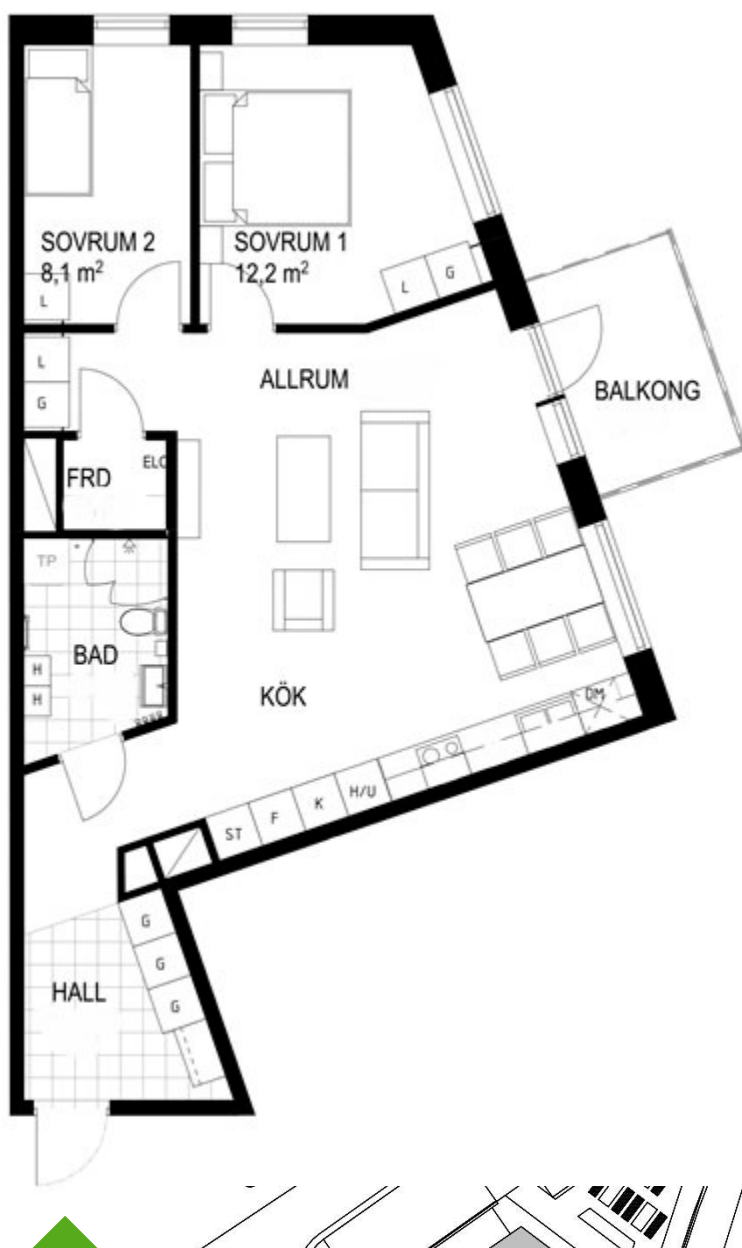 SOVRUM 2
8,1 m²
SOVRUM 1
12,2 m²
L
L
G
L
G
ALLRUM
BALKONG
FRD
ELC
TP
BAD
H
H
KÖK
DM
H/U
K
F
ST
G
G
G
HALL